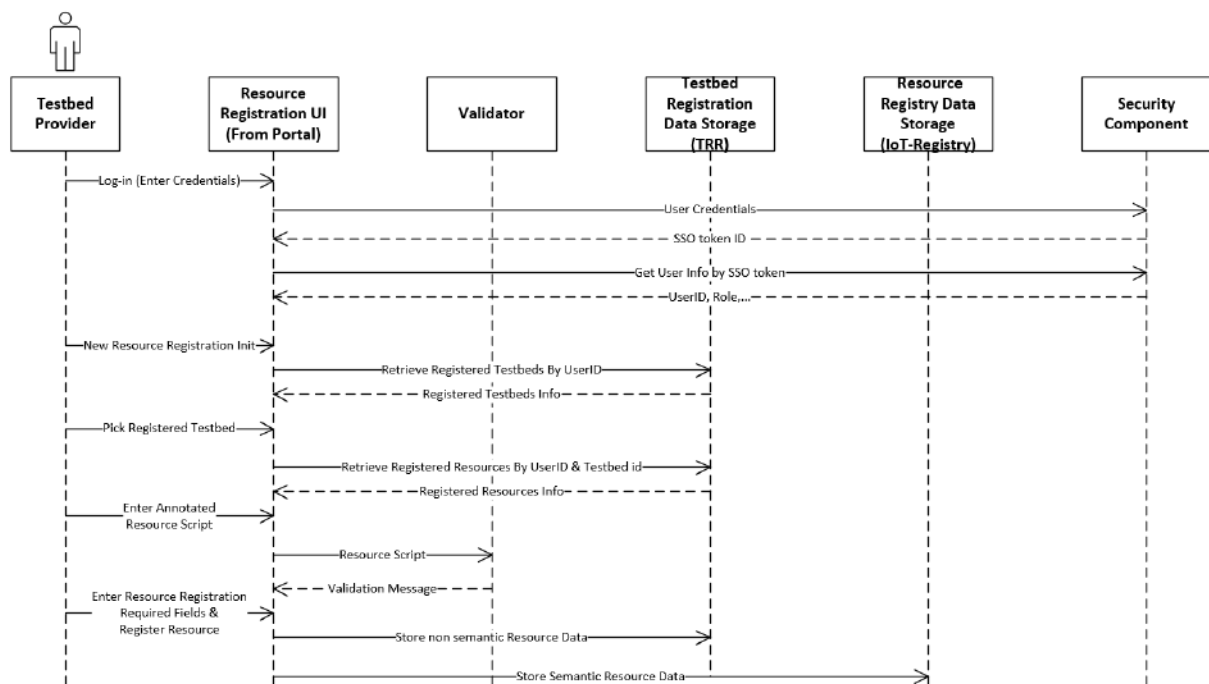 Testbed
Provider
Resource
Registration UI
(From Portal)
Validator
Testbed
Registration
Data Storage
(TRR)
Resource
Registry Data
Storage
(IoT-Registry)
Security
Component
Log-in (Enter Credentials)
User Credentials
SSO token ID
Get User Info by SSO token
UserID, Role,...
New Resource Registration Init
Retrieve Registered Testbeds By UserID
Registered Testbeds Info
Pick Registered Testbed
Retrieve Registered Resources By UserID & Testbed id
Registered Resources Info
Enter Annotated
Resource Script
Resource Script
Validation Message
Enter Resource Registration
Required Fields &
Register Resource
Store non semantic Resource Data
Store Semantic Resource Data